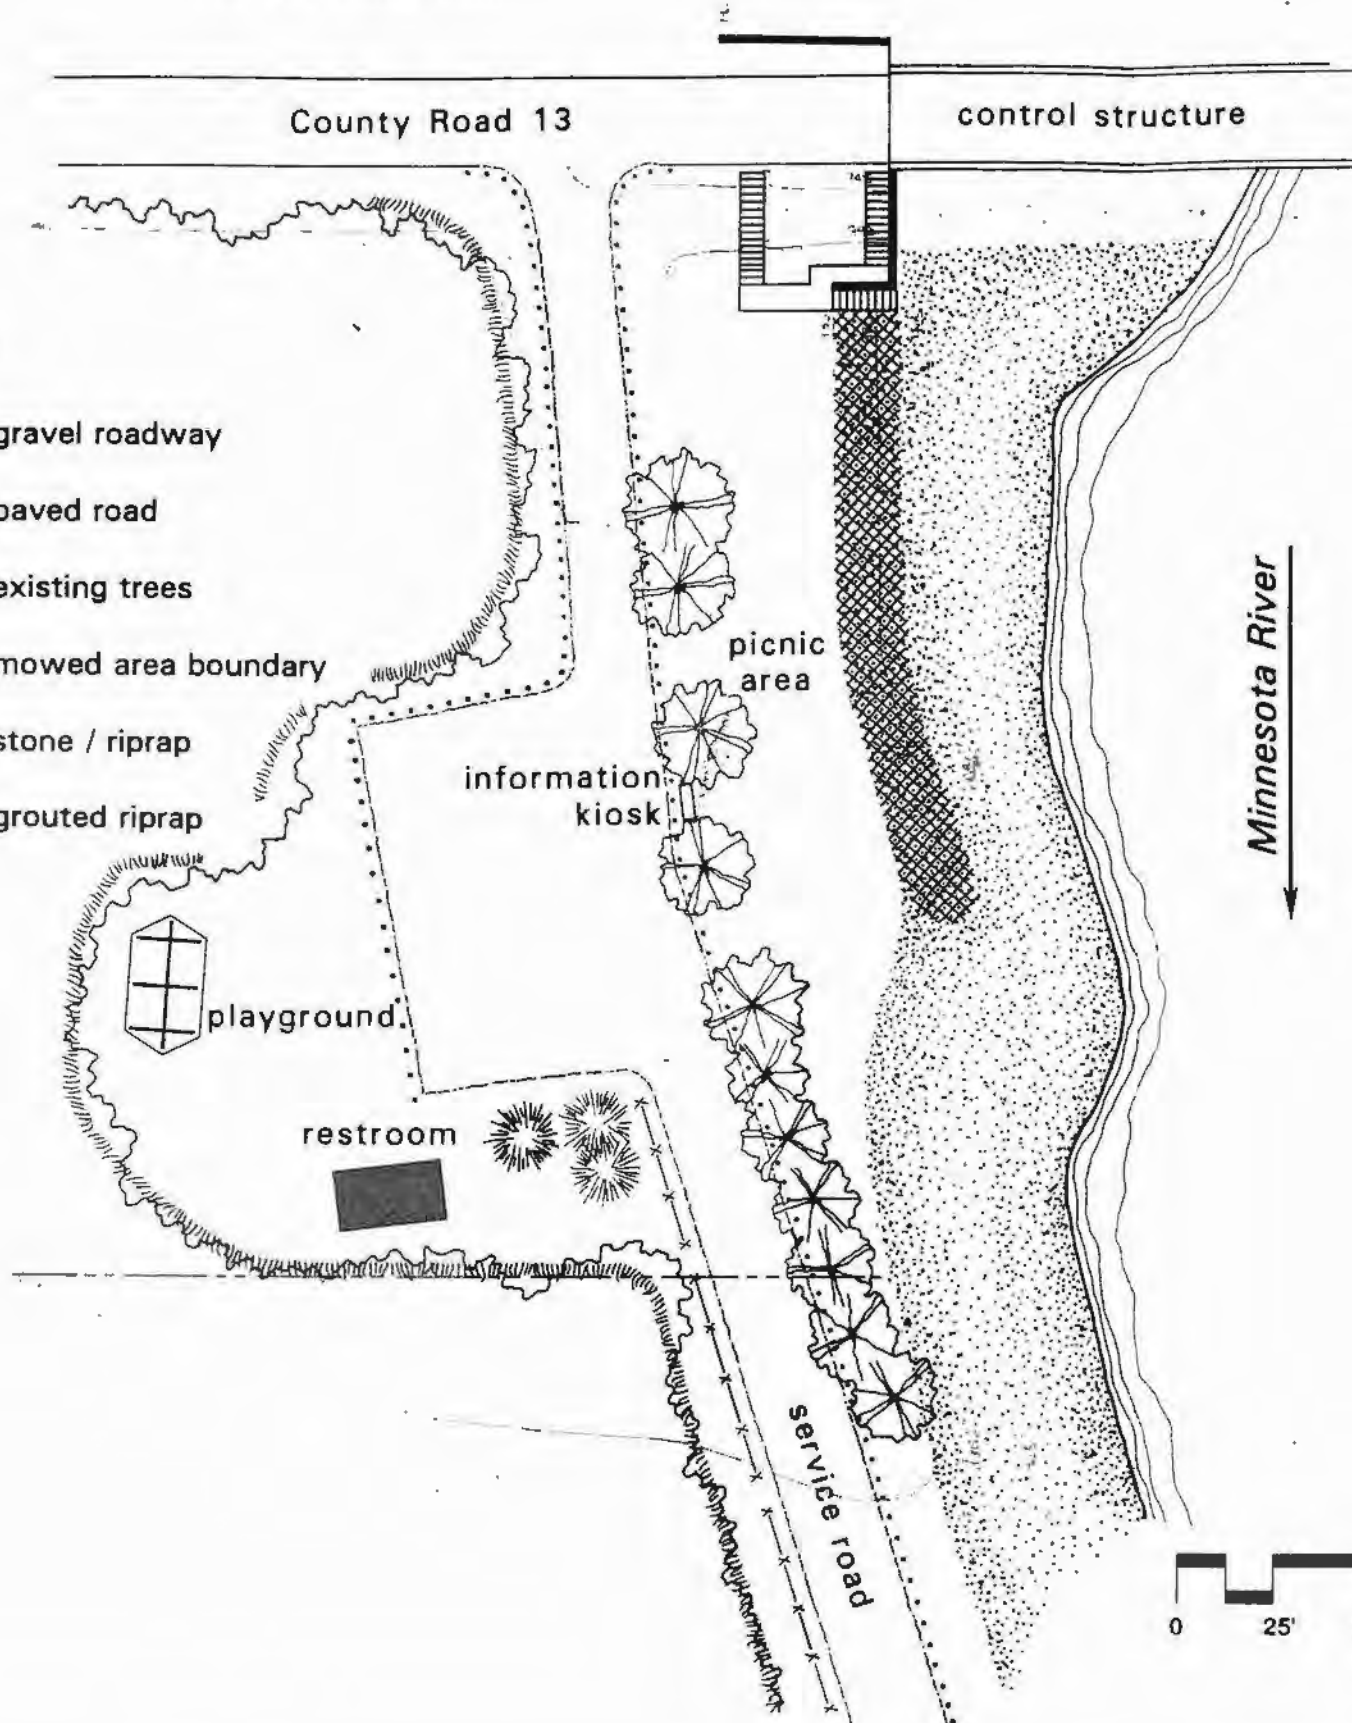 County Road 13
control structure
gravel roadway
paved road
existing trees
mowed area boundary
stone / riprap
grouted riprap
picnic
area
information
kiosk
Minnesota River
playground
restroom
service road
0 25'